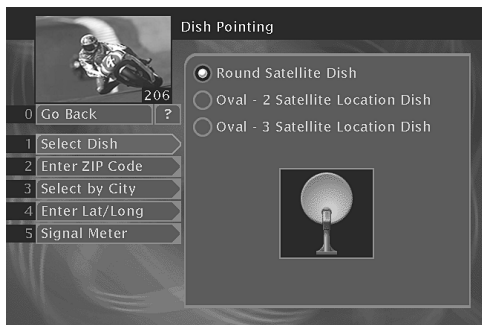 Dish Pointing
206
0 Go Back ?
1 Select Dish
2 Enter ZIP Code
3 Select by City
4 Enter Lat/Long
5 Signal Meter
Round Satellite Dish
Oval - 2 Satellite Location Dish
Oval - 3 Satellite Location Dish